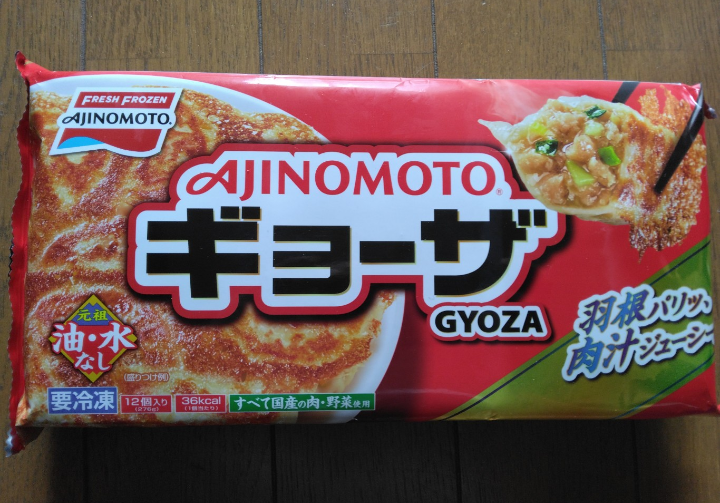 FRESH FROZEN
AJINOMOTO®
AJINOMOTO®
ギョーザ
GYOZA
羽根パリッ、
肉汁ジューシー
元祖
油・水
なし
(盛りつけ例)
要冷凍
12個入り
(276g)
36kcal
(1個当たり)
すべて国産の肉・野菜使用